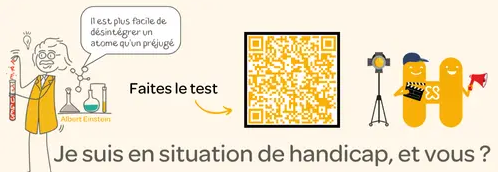 Il est plus facile de
désintégrer un
atome qu'un préjugé
Albert Einstein
Faites le test
Je suis en situation de handicap, et vous ?